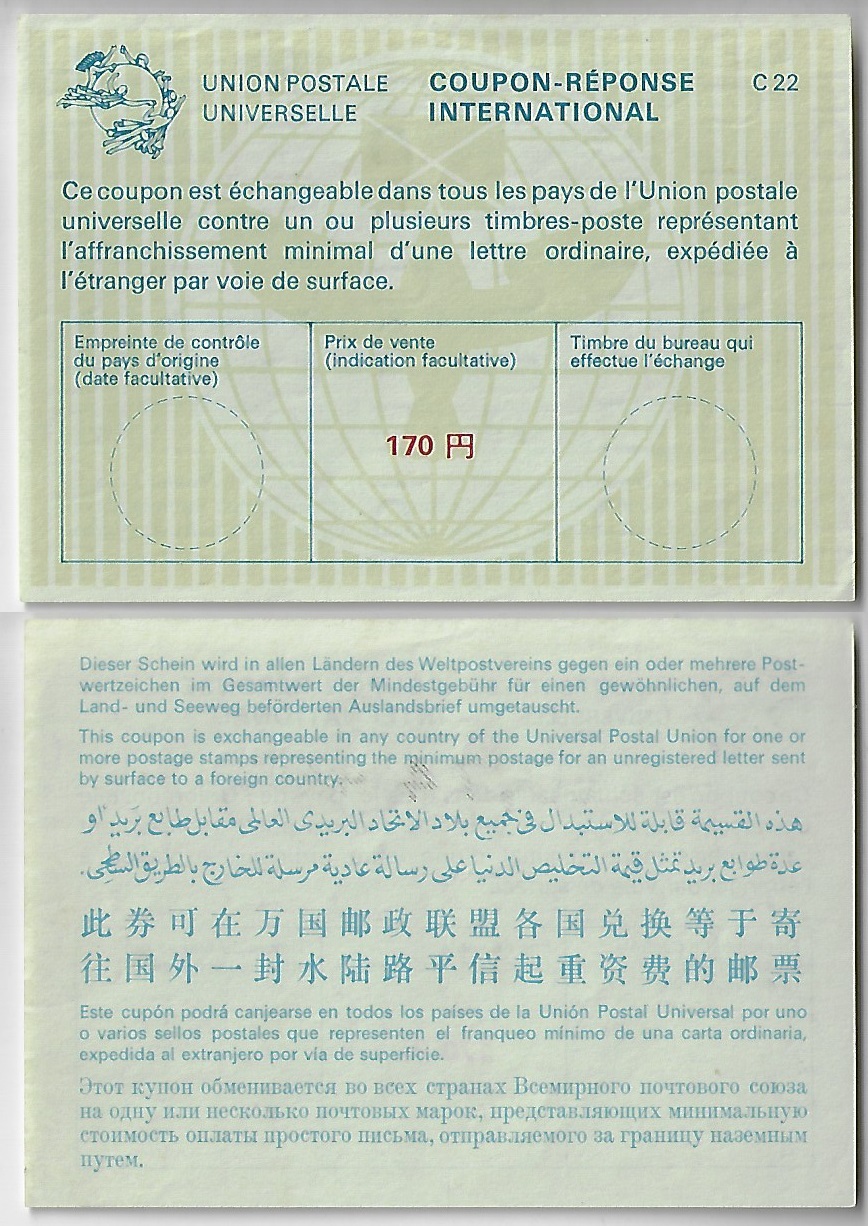 UNION POSTALE
UNIVERSELLE
COUPON-RÉPONSE
INTERNATIONAL
C 22
Ce coupon est échangeable dans tous les pays de l'Union postale
universelle contre un ou plusieurs timbres-poste représentant
l'affranchissement minimal d'une lettre ordinaire, expédiée à
l'étranger par voie de surface.
Empreinte de contrôle
du pays d'origine
(date facultative)
Prix de vente
(indication facultative)
170 円
Timbre du bureau qui
effectue l'échange
Dieser Schein wird in allen Ländern des Weltpostvereins gegen ein oder mehrere Post-
wertzeichen im Gesamtwert der Mindestgebühr für einen gewöhnlichen, auf dem
Land- und Seeweg beförderten Auslandsbrief umgetauscht.
This coupon is exchangeable in any country of the Universal Postal Union for one or
more postage stamps representing the minimum postage for an unregistered letter sent
by surface to a foreign country.
هذه القسيمة قابلة للاستبدال في جميع بلاد الاتحاد البريدى العالمى مقابل طابع بريد او
عدة طوابع بريد تمثل قيمة التخليص الدنيا على رسالة عادية مرسلة للخارج بالطريق السطحى.
此券可在万国邮政联盟各国兑换等于寄
往国外一封水陆路平信起重资费的邮票
Este cupón podrá canjearse en todos los países de la Unión Postal Universal por uno
o varios sellos postales que representen el franqueo mínimo de una carta ordinaria,
expedida al extranjero por vía de superficie.
Этот купон обменивается во всех странах Всемирного почтового союза
на одну или несколько почтовых марок, представляющих минимальную
стоимость оплаты простого письма, отправляемого за границу наземным
путем.